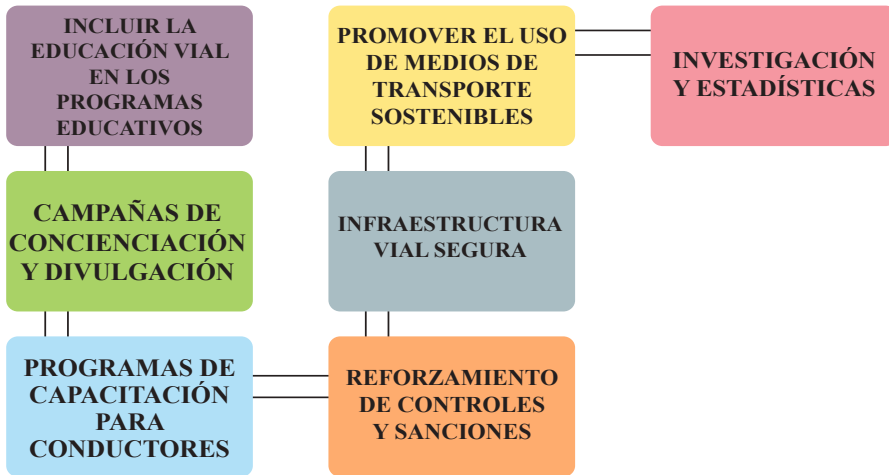 INCLUIR LA
EDUCACIÓN VIAL
EN LOS
PROGRAMAS
EDUCATIVOS
CAMPAÑAS DE
CONCIENCIACIÓN
Y DIVULGACIÓN
PROGRAMAS DE
CAPACITACIÓN
PARA
CONDUCTORES
REFORZAMIENTO
DE CONTROLES
Y SANCIONES
INFRAESTRUCTURA
VIAL SEGURA
PROMOVER EL USO
DE MEDIOS DE
TRANSPORTE
SOSTENIBLES
INVESTIGACIÓN
Y ESTADÍSTICAS